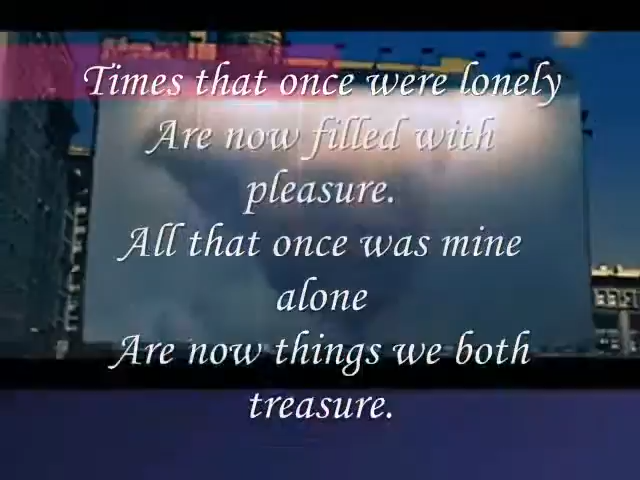 Times that once were lonely
Are now filled with
pleasure.
All that once was mine
alone
Are now things we both
treasure.